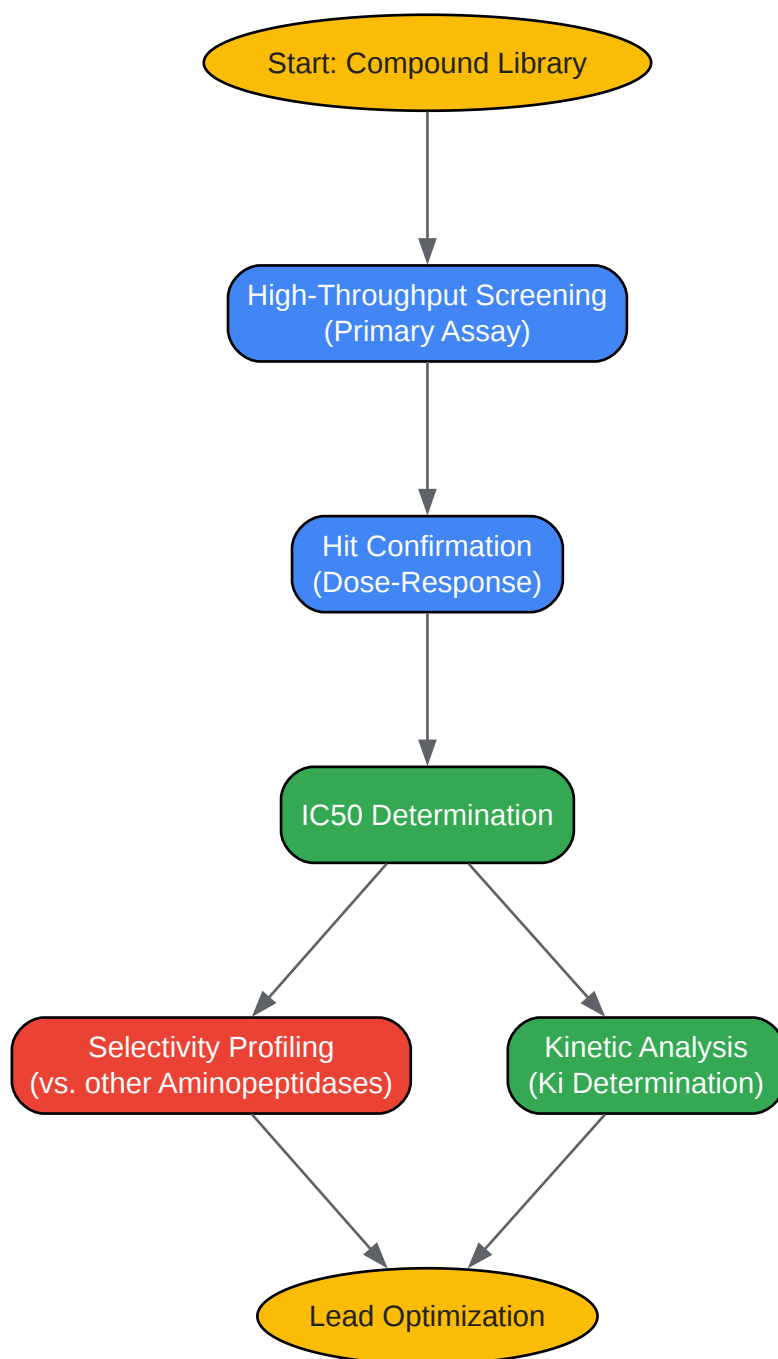 Start: Compound Library
High-Throughput Screening
(Primary Assay)
Hit Confirmation
(Dose-Response)
IC50 Determination
Selectivity Profiling
(vs. other Aminopeptidases)
Kinetic Analysis
(Ki Determination)
Lead Optimization